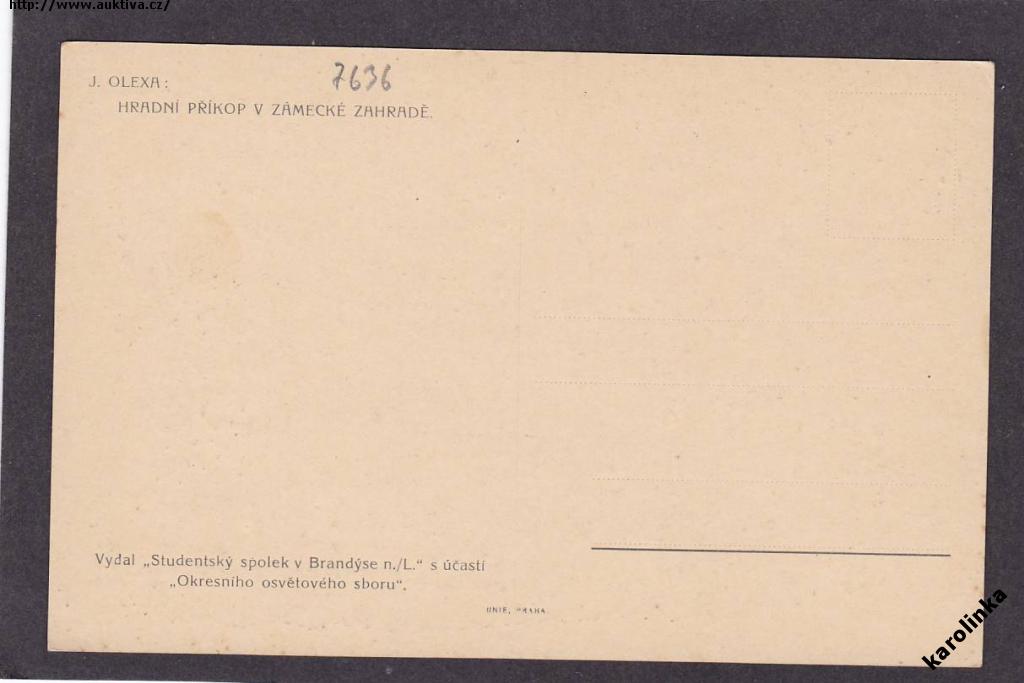 http://www.auktiva.cz/
7636
J. OLEXA:
HRADNÍ PŘÍKOP V ZÁMECKÉ ZAHRADĚ.
Vydal „Studentský spolek v Brandýse n./L." s účastí
„Okresního osvětového sboru".
UNIE, PRAHA.
karolinka